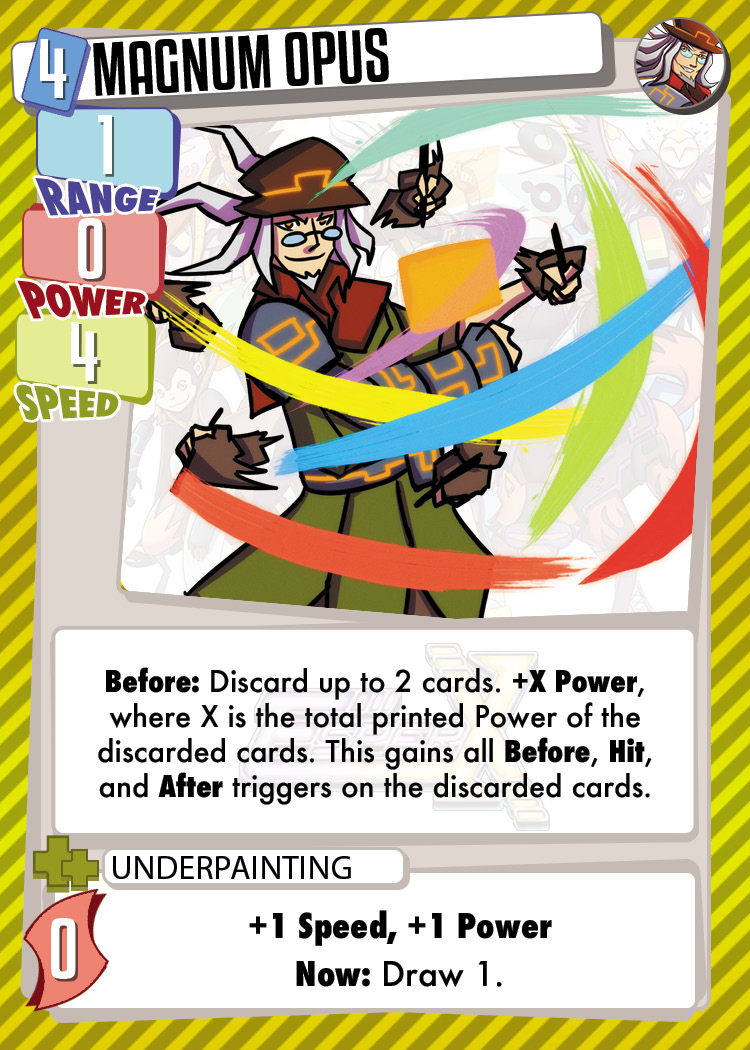 4 MAGNUM OPUS
1
RANGE
0
POWER
4
SPEED
Before: Discard up to 2 cards. +X Power,
where X is the total printed Power of the
discarded cards. This gains all Before, Hit,
and After triggers on the discarded cards.
UNDERPAINTING
0
+1 Speed, +1 Power
Now: Draw 1.